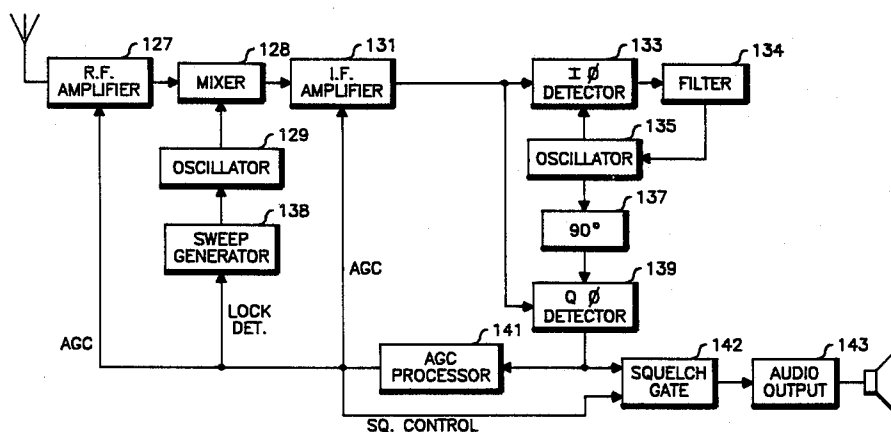 127
R.F.
AMPLIFIER
128
MIXER
131
I.F.
AMPLIFIER
133
I Ø
DETECTOR
134
FILTER
129
OSCILLATOR
135
OSCILLATOR
138
SWEEP
GENERATOR
137
90°
AGC
139
Q Ø
DETECTOR
LOCK
DET.
AGC
141
AGC
PROCESSOR
142
SQUELCH
GATE
143
AUDIO
OUTPUT
SQ. CONTROL